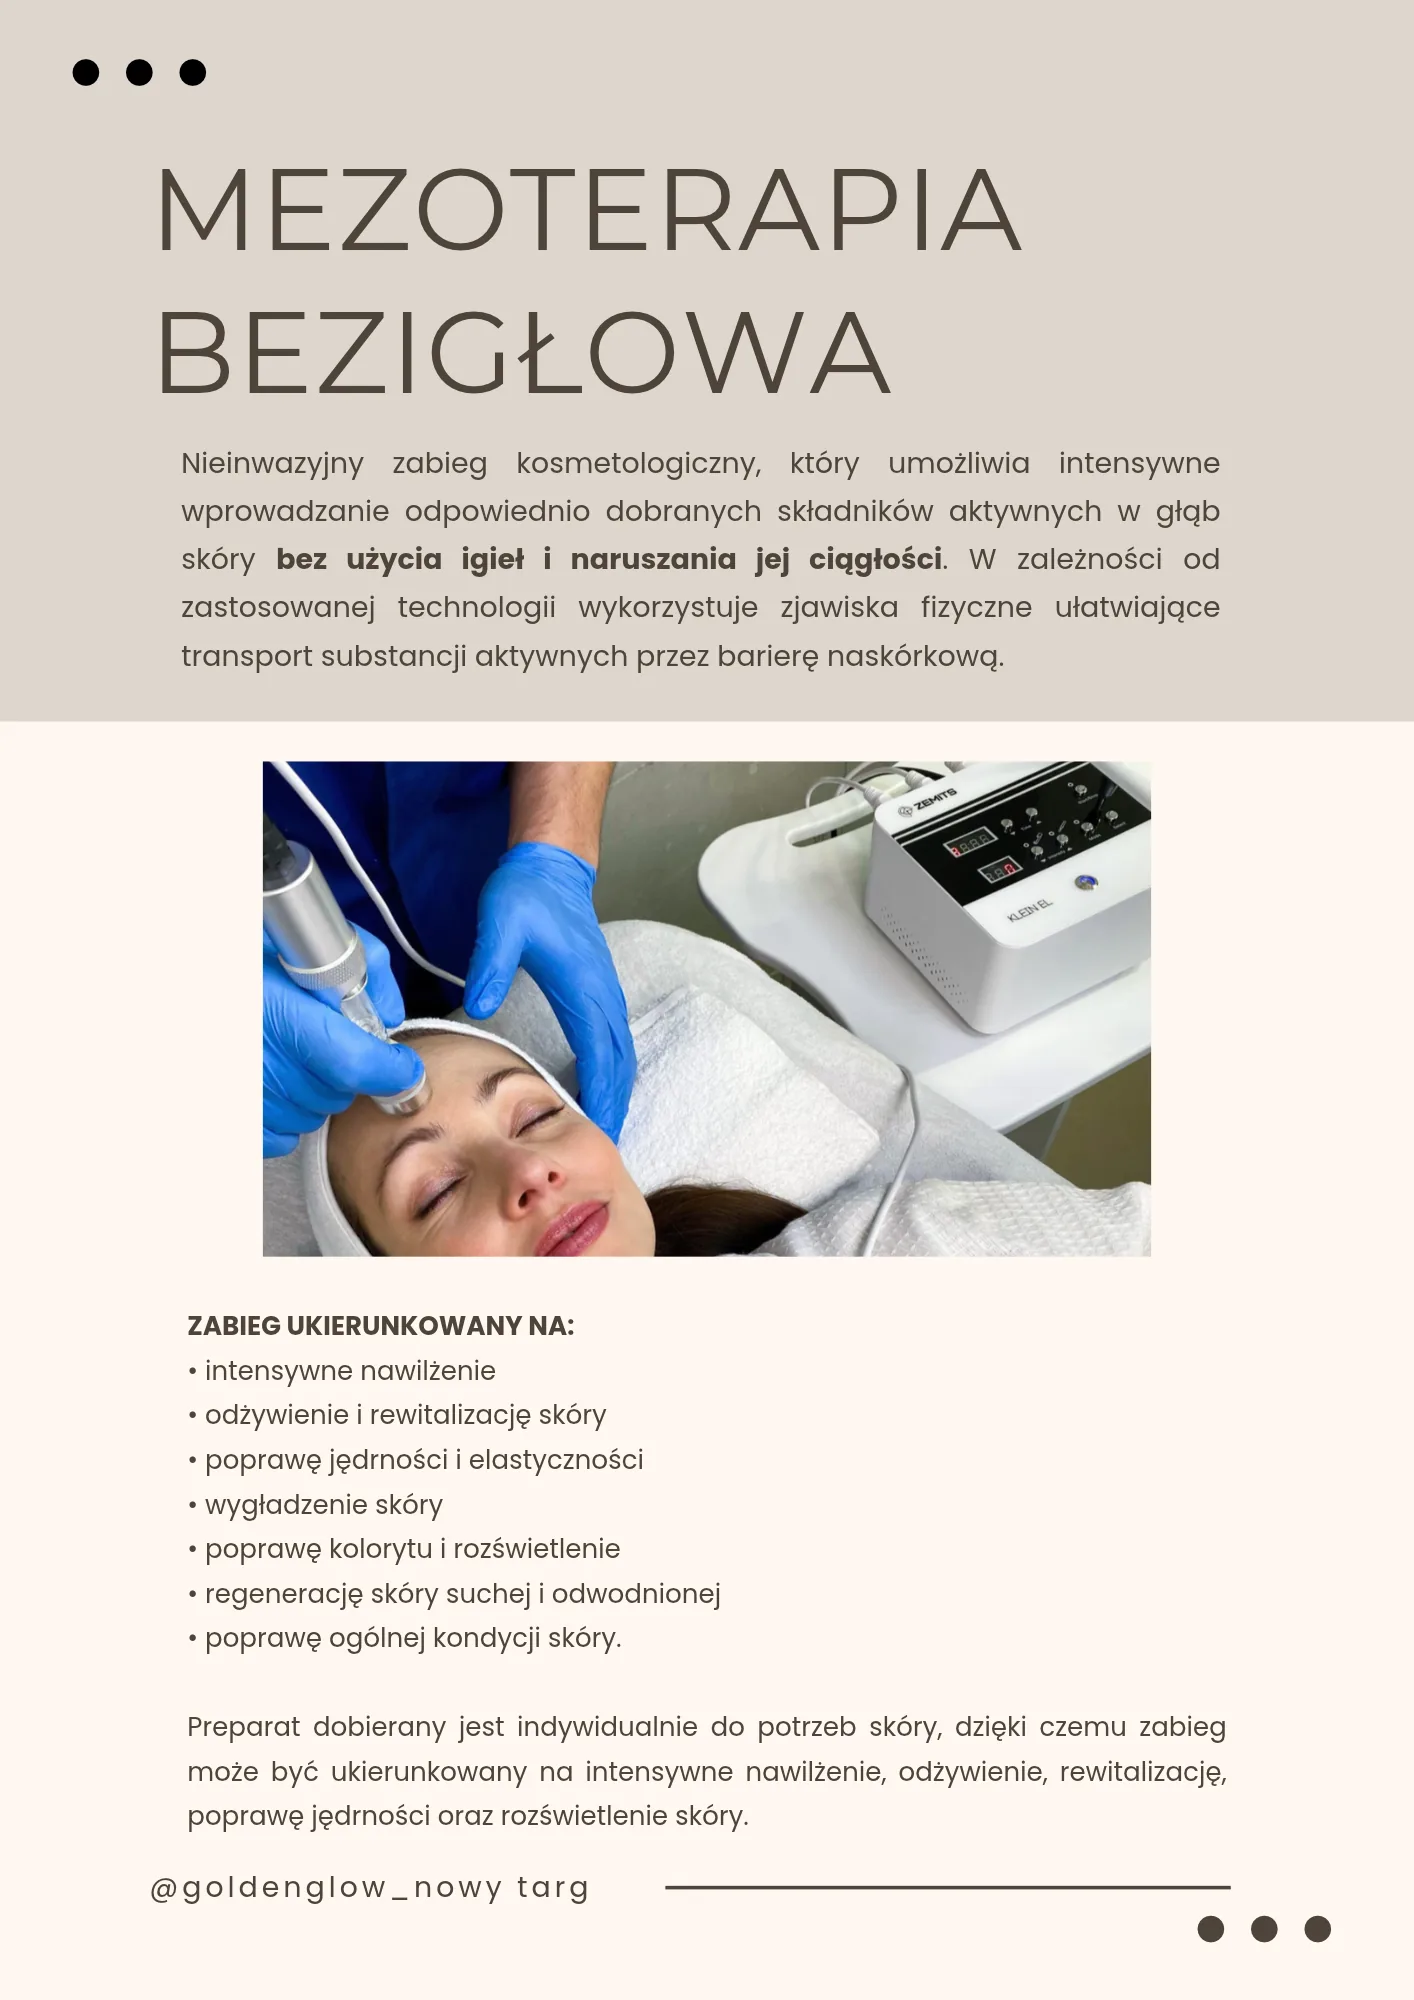 MEZOTERAPIA
BEZIGŁOWA
Nieinwazyjny zabieg kosmetologiczny, który umożliwia intensywne
wprowadzanie odpowiednio dobranych składników aktywnych w głąb
skóry bez użycia igieł i naruszania jej ciągłości. W zależności od
zastosowanej technologii wykorzystuje zjawiska fizyczne ułatwiające
transport substancji aktywnych przez barierę naskórkową.
ZEMITS
KLEIN EL
ZABIEG UKIERUNKOWANY NA:
• intensywne nawilżenie
• odżywienie i rewitalizację skóry
• poprawę jędrności i elastyczności
• wygładzenie skóry
• poprawę kolorytu i rozświetlenie
• regenerację skóry suchej i odwodnionej
• poprawę ogólnej kondycji skóry.
Preparat dobierany jest indywidualnie do potrzeb skóry, dzięki czemu zabieg
może być ukierunkowany na intensywne nawilżenie, odżywienie, rewitalizację,
poprawę jędrności oraz rozświetlenie skóry.
@goldenglow_nowy targ